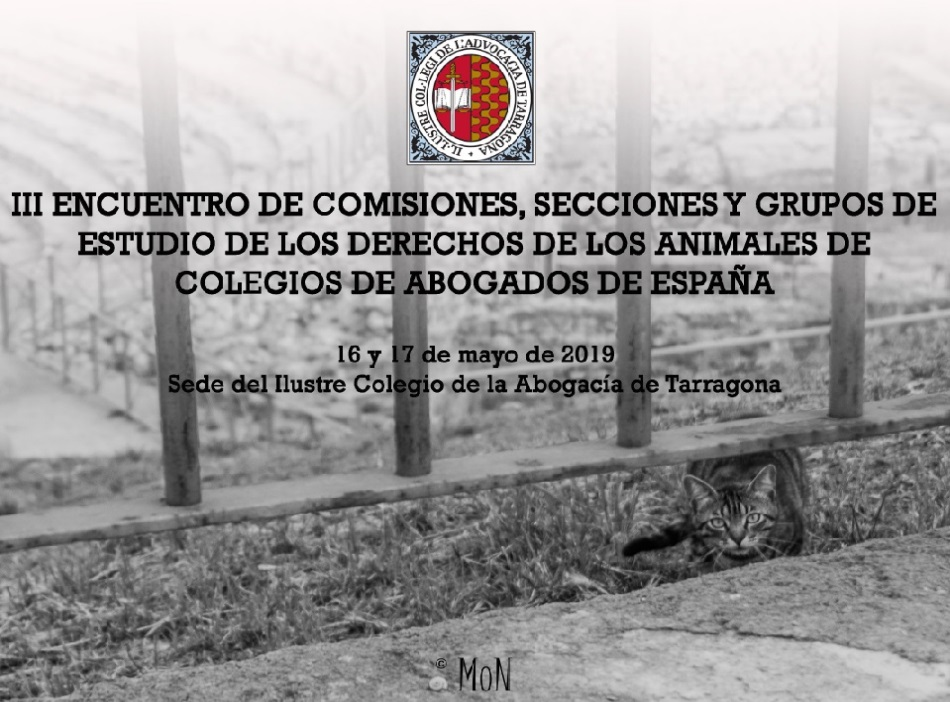 IL·LUSTRE COL·LEGI DE L'ADVOCACIA DE TARRAGONA
III ENCUENTRO DE COMISIONES, SECCIONES Y GRUPOS DE
ESTUDIO DE LOS DERECHOS DE LOS ANIMALES DE
COLEGIOS DE ABOGADOS DE ESPAÑA
16 y 17 de mayo de 2019
Sede del Ilustre Colegio de la Abogacía de Tarragona
© MoN